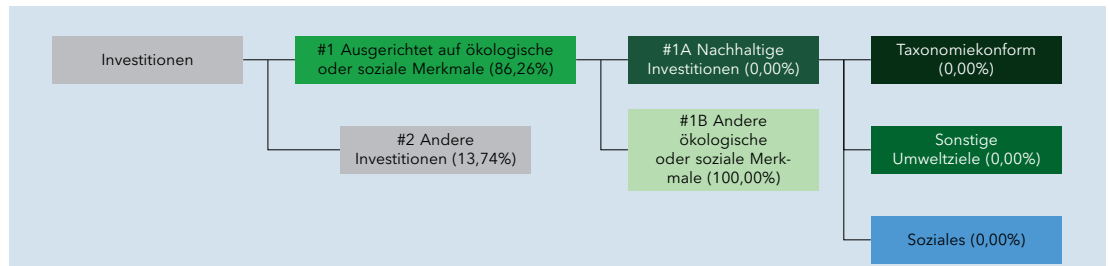 Investitionen
#1 Ausgerichtet auf ökologische
oder soziale Merkmale (86,26%)
#2 Andere
Investitionen (13,74%)
#1A Nachhaltige
Investitionen (0,00%)
#1B Andere
ökologische
oder soziale Merk-
male (100,00%)
Taxonomiekonform
(0,00%)
Sonstige
Umweltziele (0,00%)
Soziales (0,00%)